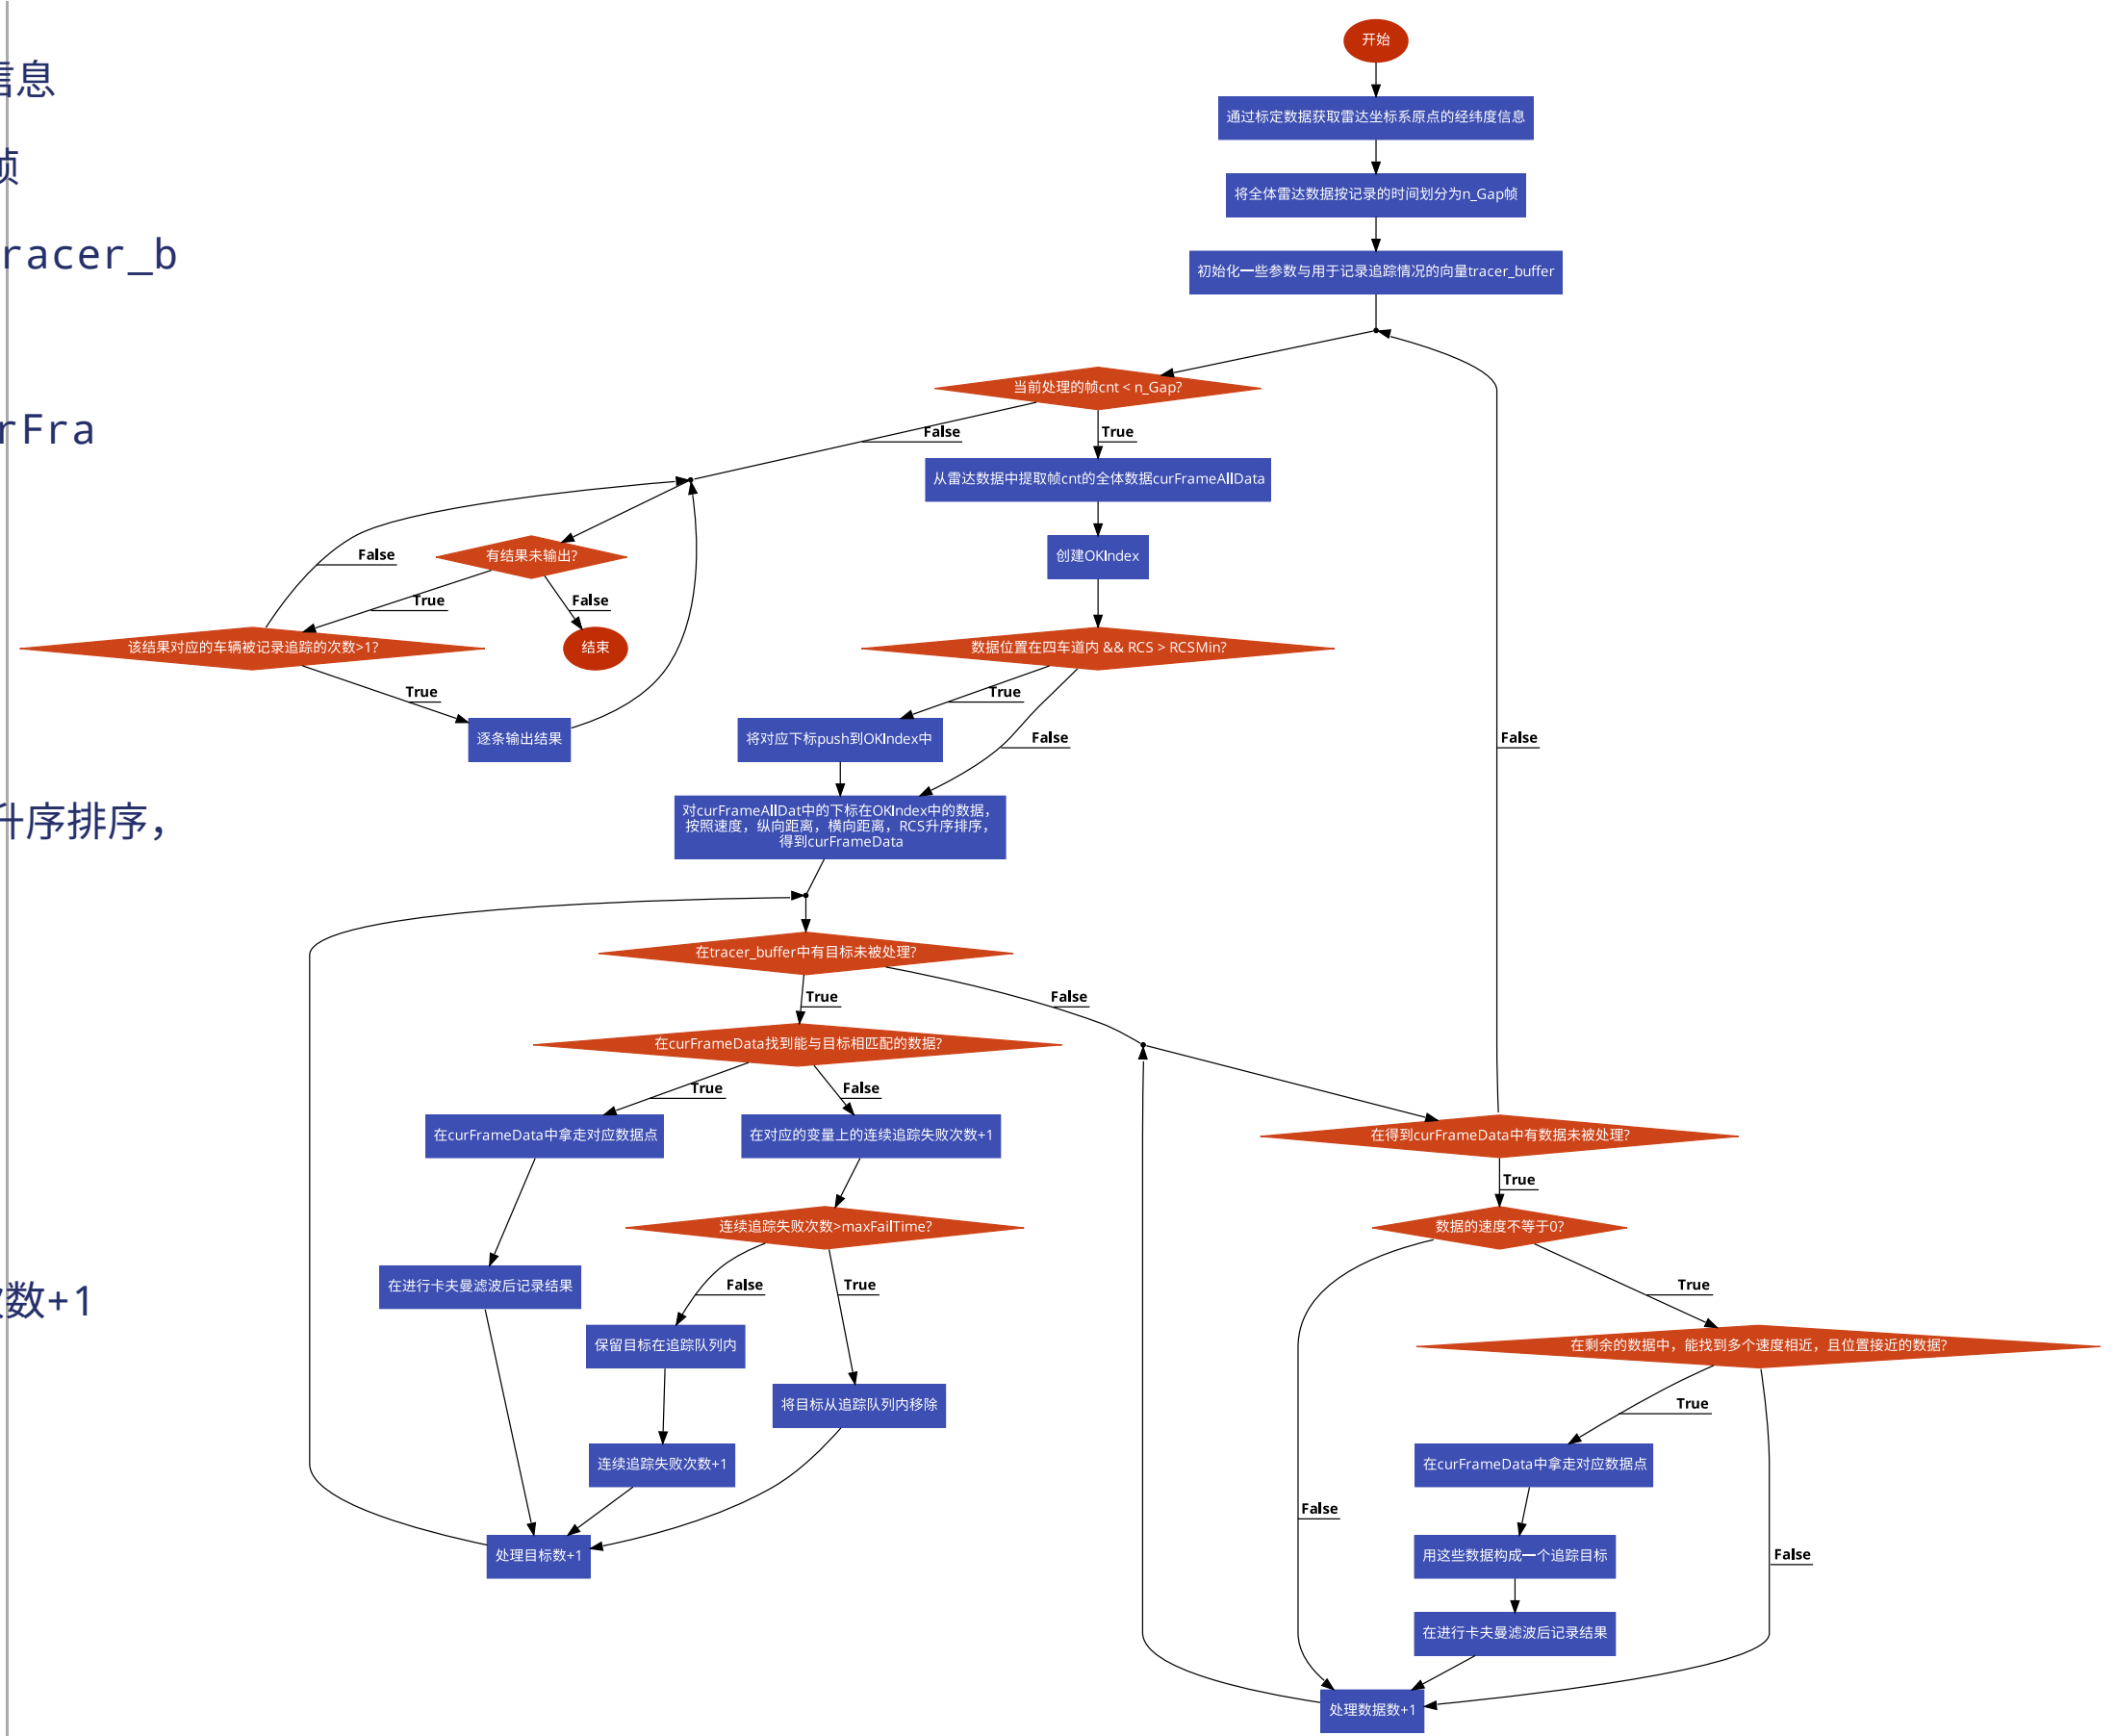 开始
信息
通过标定数据获取雷达坐标系原点的经纬度信息
帧
将全体雷达数据按记录的时间划分为n_Gap帧
racer_b
初始化一些参数与用于记录追踪情况的向量tracer_buffer
当前处理的帧cnt < n_Gap?
rFra
False
True
从雷达数据中提取帧cnt的全体数据curFrameAllData
有结果未输出?
False
创建OKIndex
True
False
该结果对应的车辆被记录追踪的次数>1?
结束
数据位置在四车道内 && RCS > RCSMin?
True
True
逐条输出结果
将对应下标push到OKIndex中
False
False
升序排序，
对curFrameAllDat中的下标在OKIndex中的数据，
按照速度，纵向距离，横向距离，RCS升序排序，
得到curFrameData
在tracer_buffer中有目标未被处理?
True
False
在curFrameData找到能与目标相匹配的数据?
True
False
在curFrameData中拿走对应数据点
在对应的变量上的连续追踪失败次数+1
在得到curFrameData中有数据未被处理?
True
连续追踪失败次数>maxFailTime?
数据的速度不等于0?
数+1
在进行卡夫曼滤波后记录结果
False
True
True
保留目标在追踪队列内
在剩余的数据中，能找到多个速度相近，且位置接近的数据?
将目标从追踪队列内移除
True
连续追踪失败次数+1
在curFrameData中拿走对应数据点
False
处理目标数+1
用这些数据构成一个追踪目标
False
在进行卡夫曼滤波后记录结果
处理数据数+1